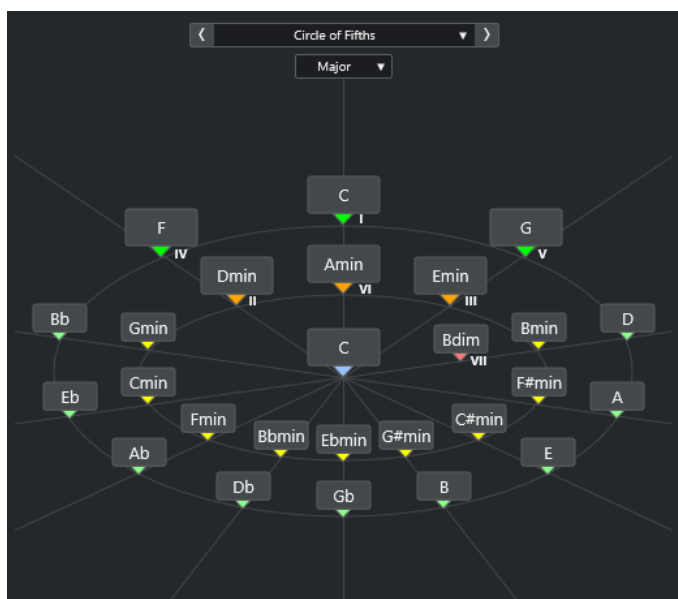 Circle of Fifths
Major
C
I
F
IV
G
V
Amin
VI
Dmin
II
Emin
III
Bb
Gmin
C
Bdim
VII
Bmin
D
Eb
Cmin
F#min
A
Fmin
C#min
Bbmin
Ebmin
G#min
Ab
E
Db
Gb
B